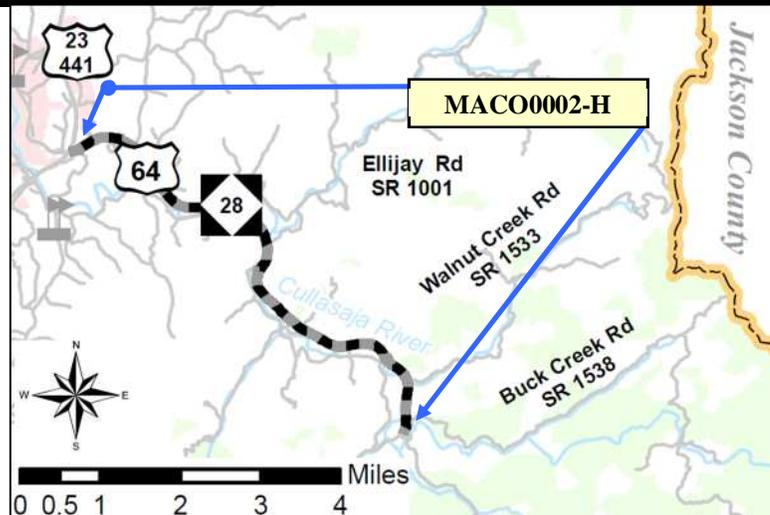 23
441
MACO0002-H
Jackson County
64
28
Ellijay Rd
SR 1001
Walnut Creek Rd
SR 1533
Cullasaja River
Buck Creek Rd
SR 1538
N
W E
S
Miles
0 0.5 1 2 3 4